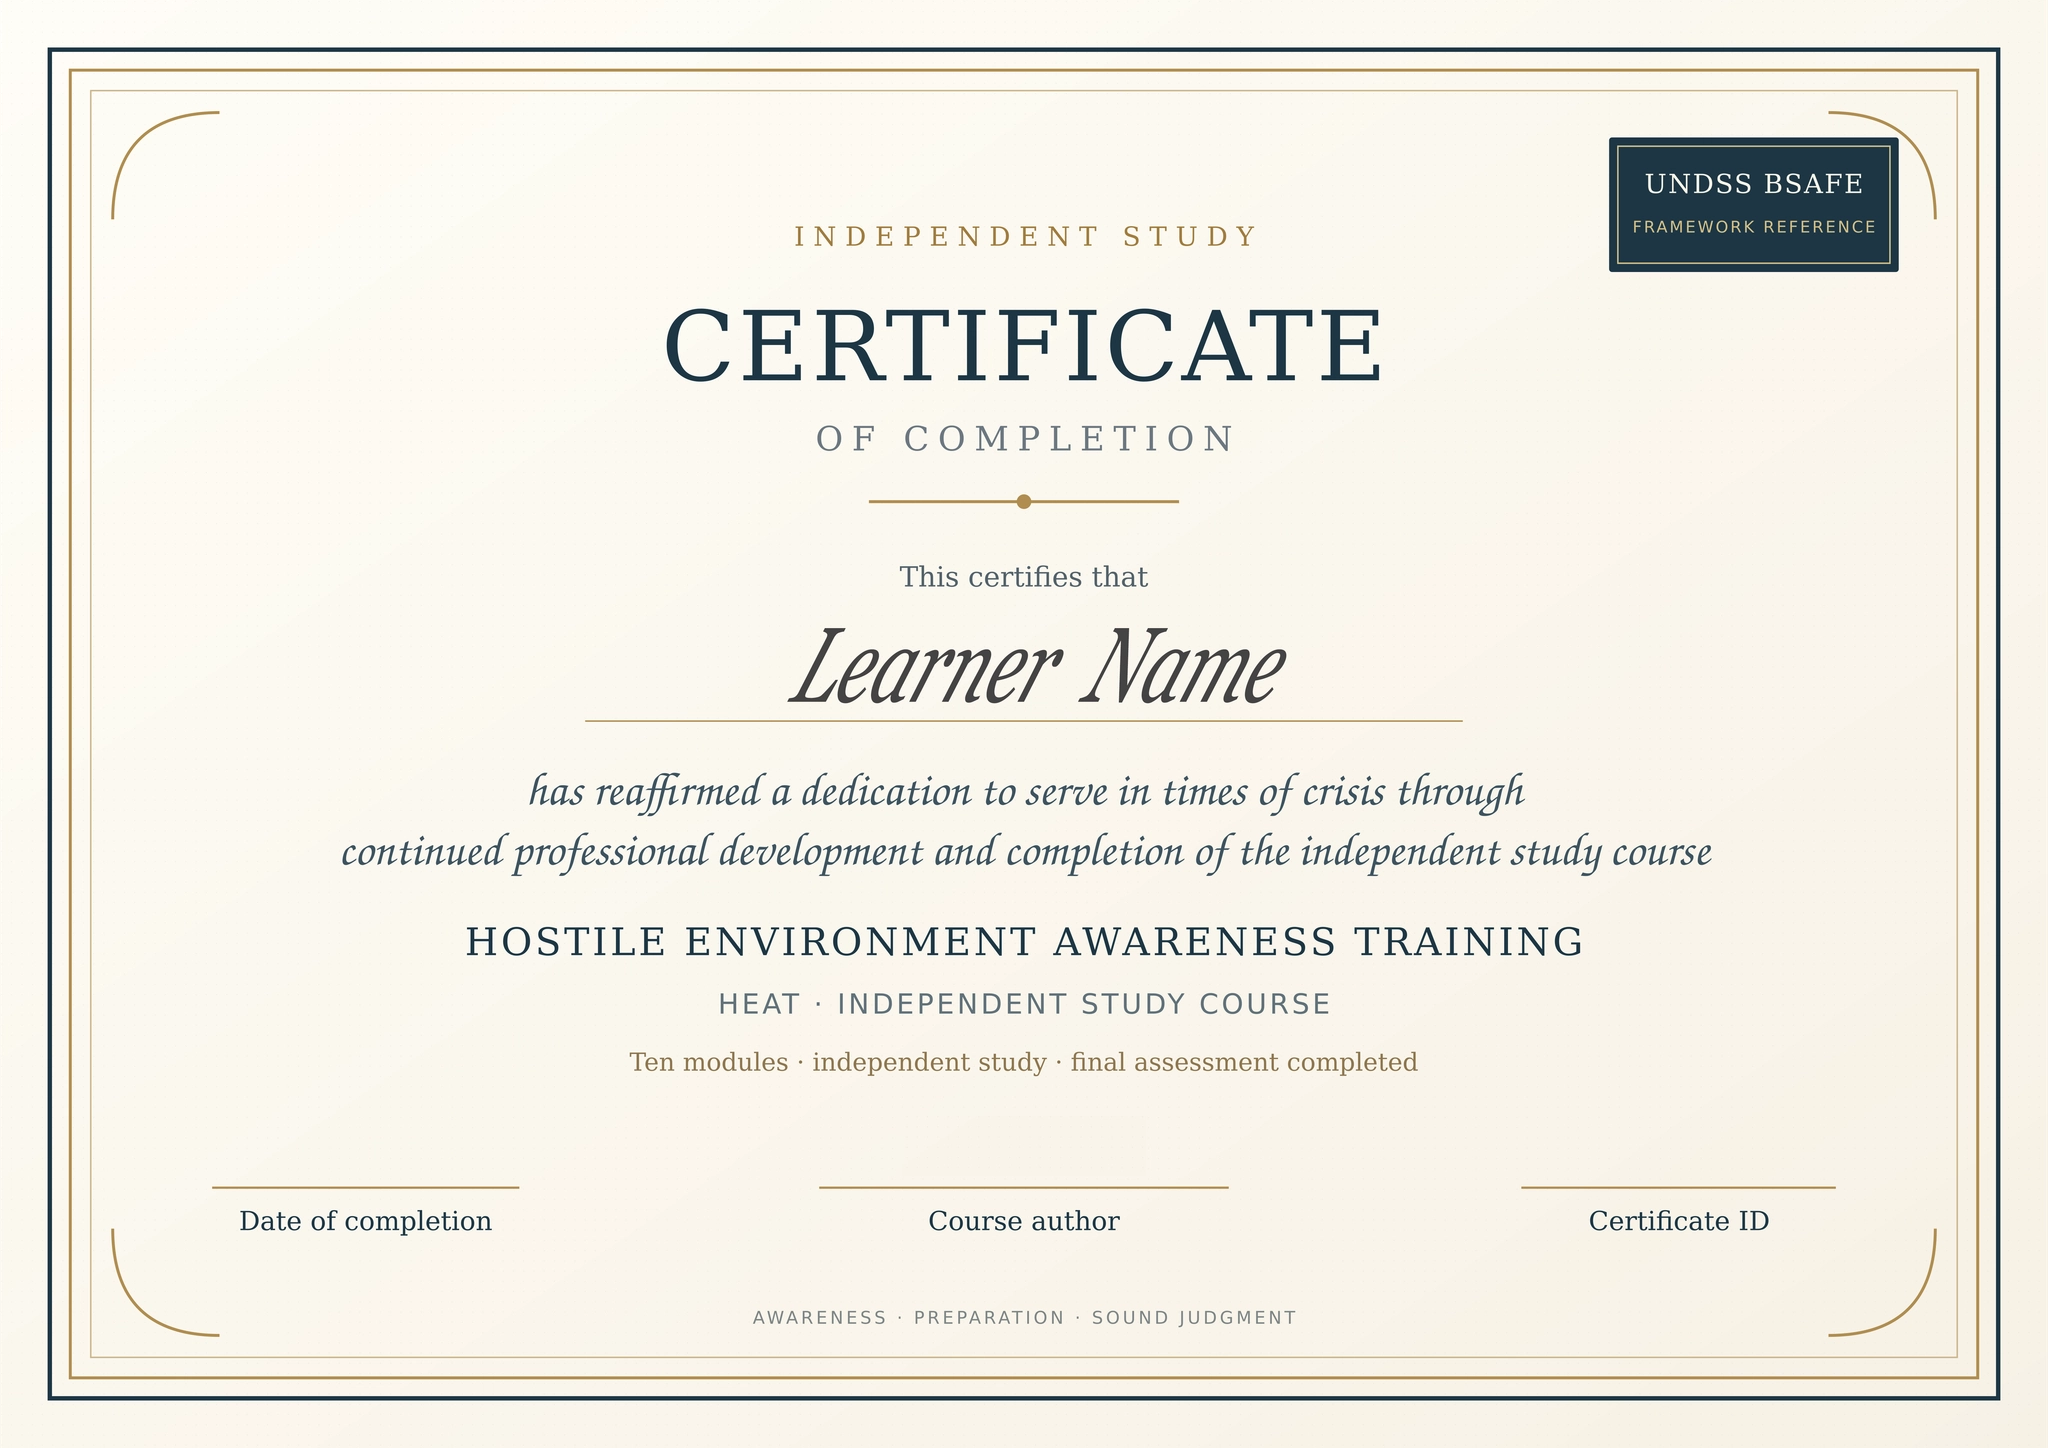 UNDSS BSAFE
FRAMEWORK REFERENCE
INDEPENDENT STUDY
CERTIFICATE
OF COMPLETION
This certifies that
Learner Name
has reaffirmed a dedication to serve in times of crisis through
continued professional development and completion of the independent study course
HOSTILE ENVIRONMENT AWARENESS TRAINING
HEAT · INDEPENDENT STUDY COURSE
Ten modules · independent study · final assessment completed
Date of completion
Course author
Certificate ID
AWARENESS · PREPARATION · SOUND JUDGMENT